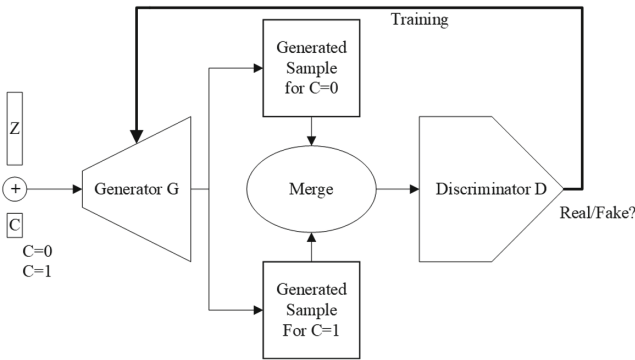 Training
Generated
Sample
for C=0
Z
+
Generator G
Merge
Discriminator D
C
Real/Fake?
C=0
C=1
Generated
Sample
For C=1